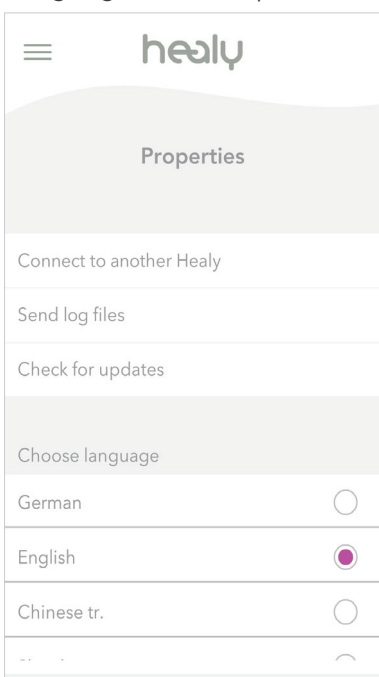 healy
Properties
Connect to another Healy
Send log files
Check for updates
Choose language
German
English
Chinese tr.